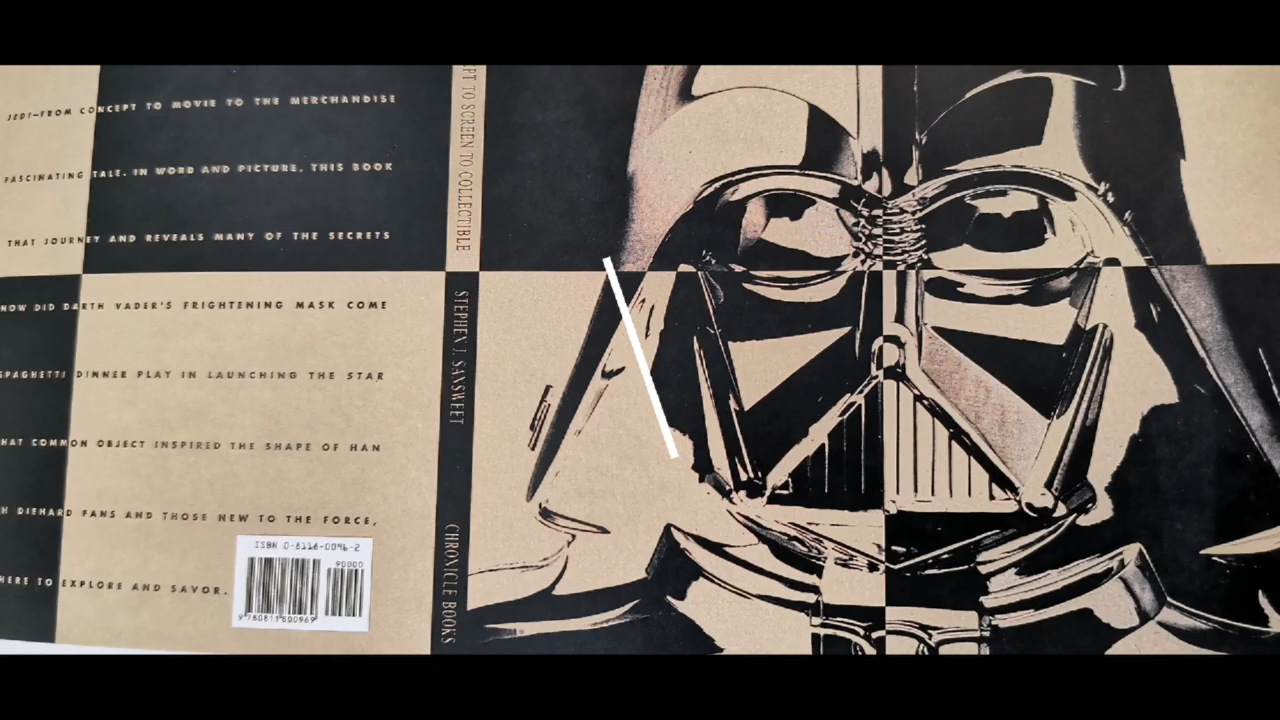 JEDI—FROM CONCEPT TO MOVIE TO THE MERCHANDISE
FASCINATING TALE. IN WORD AND PICTURE, THIS BOOK
THAT JOURNEY AND REVEALS MANY OF THE SECRETS
HOW DID DARTH VADER'S FRIGHTENING MASK COME
SPAGHETTI DINNER PLAY IN LAUNCHING THE STAR
HAT COMMON OBJECT INSPIRED THE SHAPE OF HAN
H DIEHARD FANS AND THOSE NEW TO THE FORCE,
HERE TO EXPLORE AND SAVOR.
ISBN 0-8118-0096-2
90000
9 780811 800969
PT TO SCREEN TO COLLECTIBLE
STEPHEN J. SANSWEET
CHRONICLE BOOKS